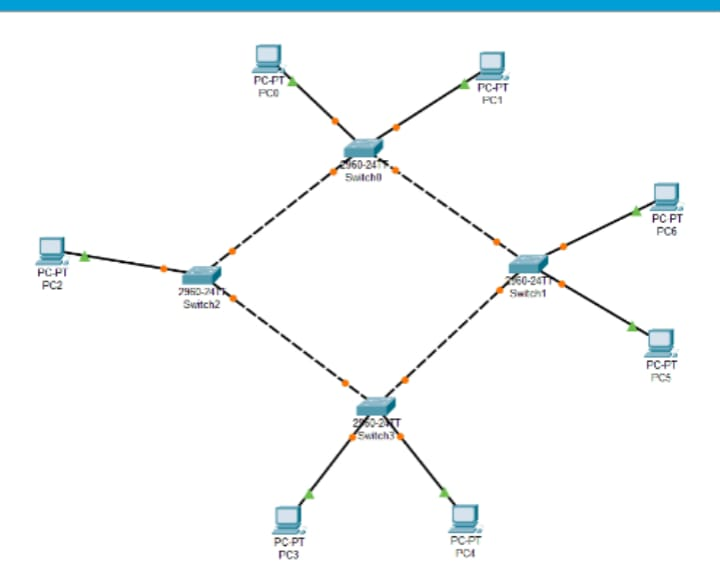 PC-PT
PC0
PC-PT
PC1
2960-24TT
Switch0
PC-PT
PC6
PC-PT
PC2
2960-24TT
Switch2
2960-24TT
Switch1
PC-PT
PC5
2960-24TT
Switch3
PC-PT
PC3
PC-PT
PC4